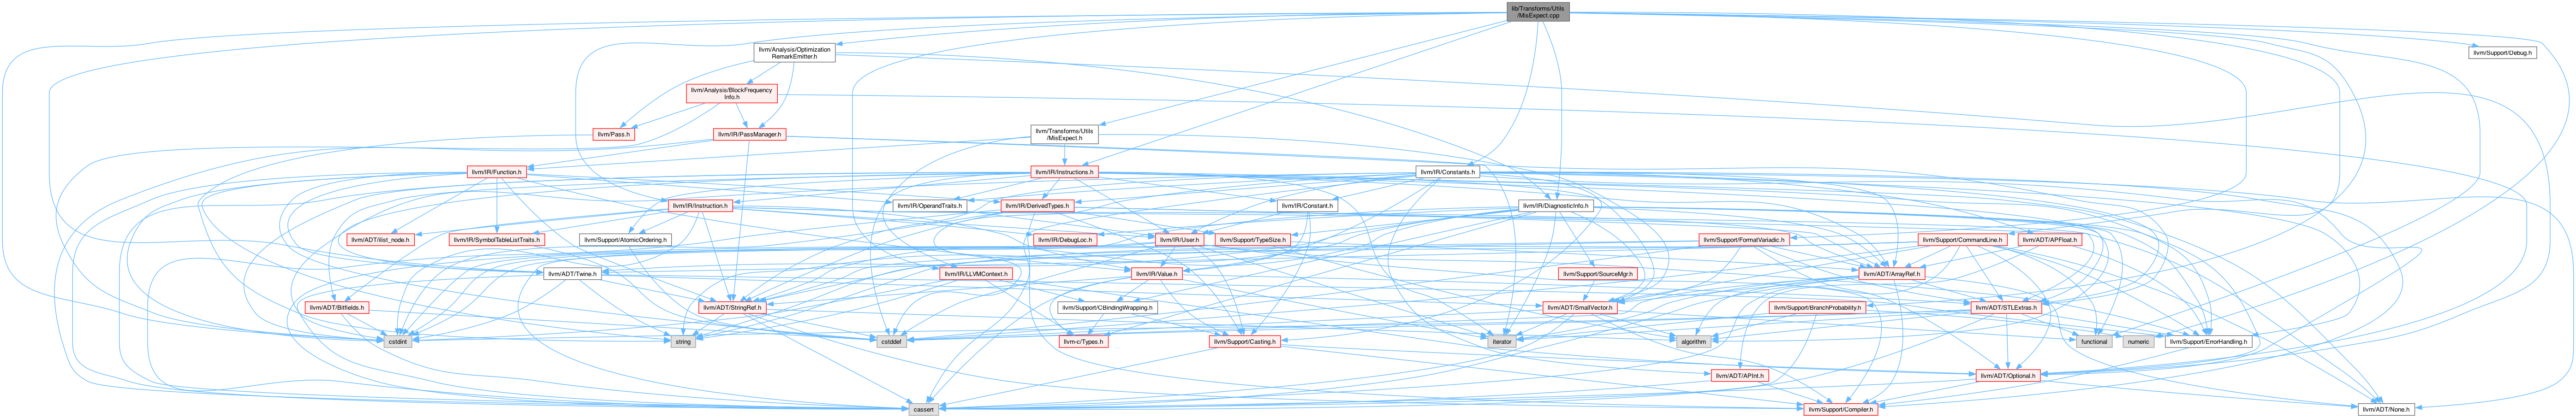 lib/Transforms/Utils
/MisExpect.cpp
llvm/Analysis/Optimization
RemarkEmitter.h
llvm/Support/Debug.h
llvm/Analysis/BlockFrequency
Info.h
llvm/Pass.h
llvm/IR/PassManager.h
llvm/Transforms/Utils
/MisExpect.h
llvm/IR/Function.h
llvm/IR/Instructions.h
llvm/IR/Constants.h
llvm/IR/Instruction.h
llvm/IR/OperandTraits.h
llvm/IR/DerivedTypes.h
llvm/IR/Constant.h
llvm/IR/DiagnosticInfo.h
llvm/ADT/ilist_node.h
llvm/IR/SymbolTableListTraits.h
llvm/Support/AtomicOrdering.h
llvm/IR/DebugLoc.h
llvm/IR/User.h
llvm/Support/TypeSize.h
llvm/Support/FormatVariadic.h
llvm/Support/CommandLine.h
llvm/ADT/APFloat.h
llvm/ADT/Twine.h
llvm/IR/LLVMContext.h
llvm/IR/Value.h
llvm/Support/SourceMgr.h
llvm/ADT/ArrayRef.h
llvm/ADT/Bitfields.h
llvm/ADT/StringRef.h
llvm/Support/CBindingWrapping.h
llvm/ADT/SmallVector.h
llvm/Support/BranchProbability.h
llvm/ADT/STLExtras.h
cstdint
string
cstddef
llvm-c/Types.h
llvm/Support/Casting.h
iterator
algorithm
functional
numeric
llvm/Support/ErrorHandling.h
llvm/ADT/APInt.h
llvm/ADT/Optional.h
cassert
llvm/Support/Compiler.h
llvm/ADT/None.h